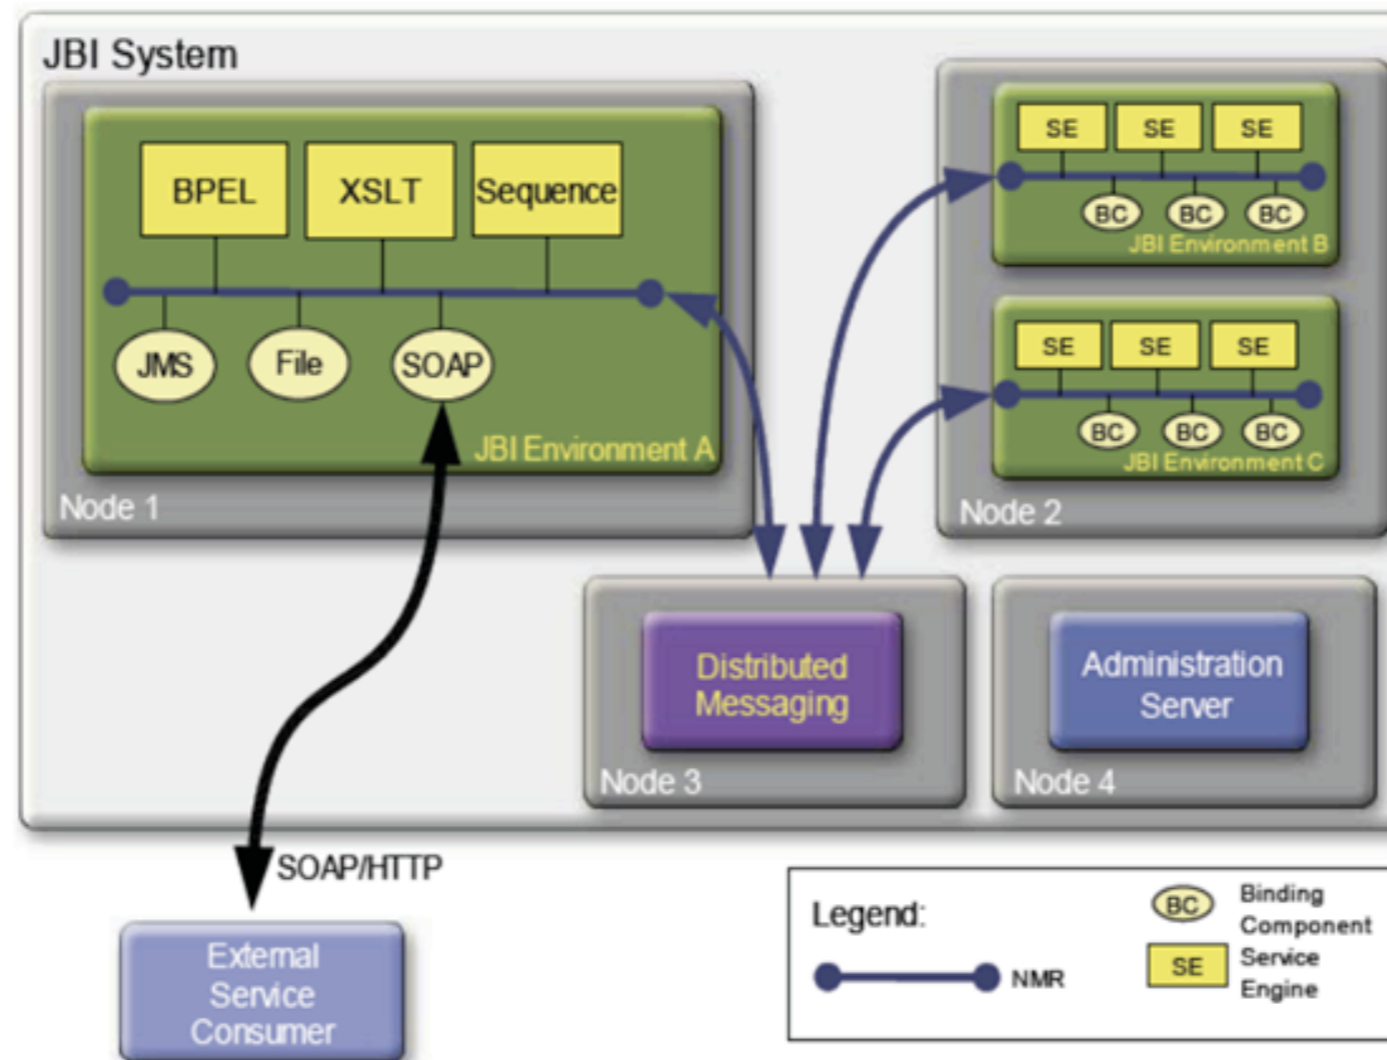 JBI System
BPEL
XSLT
Sequence
JMS
File
SOAP
JBI Environment A
Node 1
SE
SE
SE
BC
BC
BC
JBI Environment B
SE
SE
SE
BC
BC
BC
JBI Environment C
Node 2
Distributed
Messaging
Node 3
Administration
Server
Node 4
SOAP/HTTP
External
Service
Consumer
Legend:
NMR
BC
Binding
Component
SE
Service
Engine